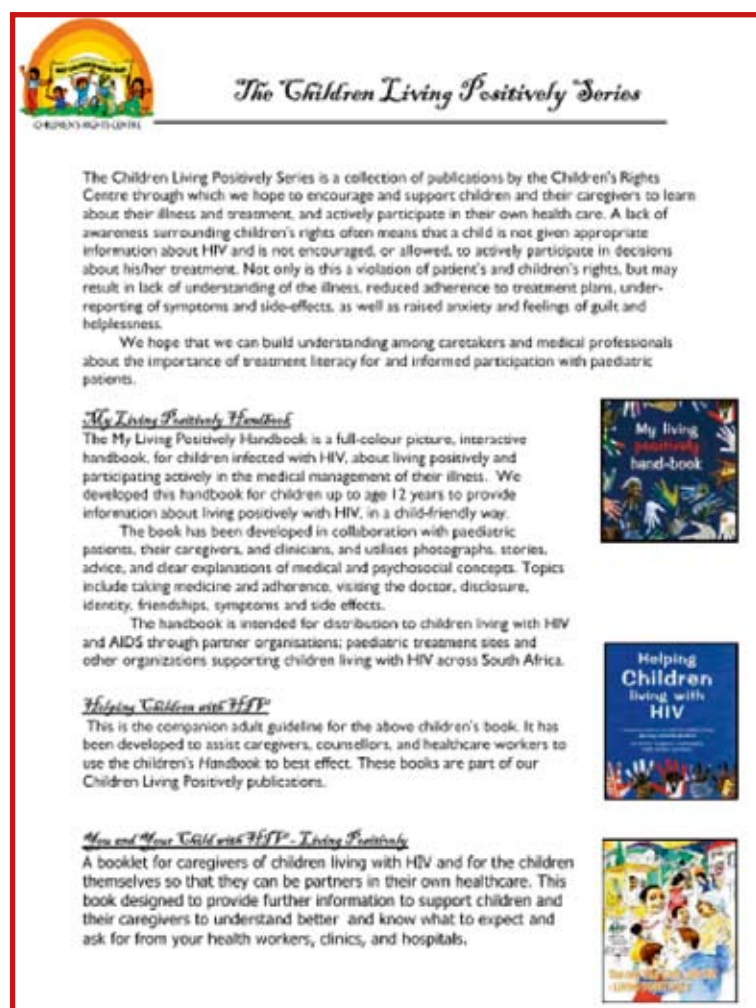 The Children Living Positively Series
CHILDREN'S RIGHTS CENTRE
The Children Living Positively Series is a collection of publications by the Children's Rights
Centre through which we hope to encourage and support children and their caregivers to learn
about their illness and treatment, and actively participate in their own health care. A lack of
awareness surrounding children's rights often means that a child is not given appropriate
information about HIV and is not encouraged, or allowed, to actively participate in decisions
about his/her treatment. Not only is this a violation of patient's and children's rights, but may
result in lack of understanding of the illness, reduced adherence to treatment plans, under-
reporting of symptoms and side-effects, as well as raised anxiety and feelings of guilt and
helplessness.
We hope that we can build understanding among caretakers and medical professionals
about the importance of treatment literacy for and informed participation with paediatric
patients.
My Living Positively Handbook
The My Living Positively Handbook is a full-colour picture, interactive
handbook, for children infected with HIV, about living positively and
participating actively in the medical management of their illness. We
developed this handbook for children up to age 12 years to provide
information about living positively with HIV, in a child-friendly way.
The book has been developed in collaboration with paediatric
patients, their caregivers, and clinicians, and utilises photographs, stories,
advice, and clear explanations of medical and psychosocial concepts. Topics
include taking medicine and adherence, visiting the doctor, disclosure,
identity, friendships, symptoms and side effects.
The handbook is intended for distribution to children living with HIV
and AIDS through partner organisations; paediatric treatment sites and
other organizations supporting children living with HIV across South Africa.
My living
positively
hand-book
Helping Children with HIV
This is the companion adult guideline for the above children's book. It has
been developed to assist caregivers, counsellors, and healthcare workers to
use the children's Handbook to best effect. These books are part of our
Children Living Positively publications.
Helping
Children
living with
HIV
You and Your Child with HIV - Living Positively
A booklet for caregivers of children living with HIV and for the children
themselves so that they can be partners in their own healthcare. This
book designed to provide further information to support children and
their caregivers to understand better and know what to expect and
ask for from your health workers, clinics, and hospitals.